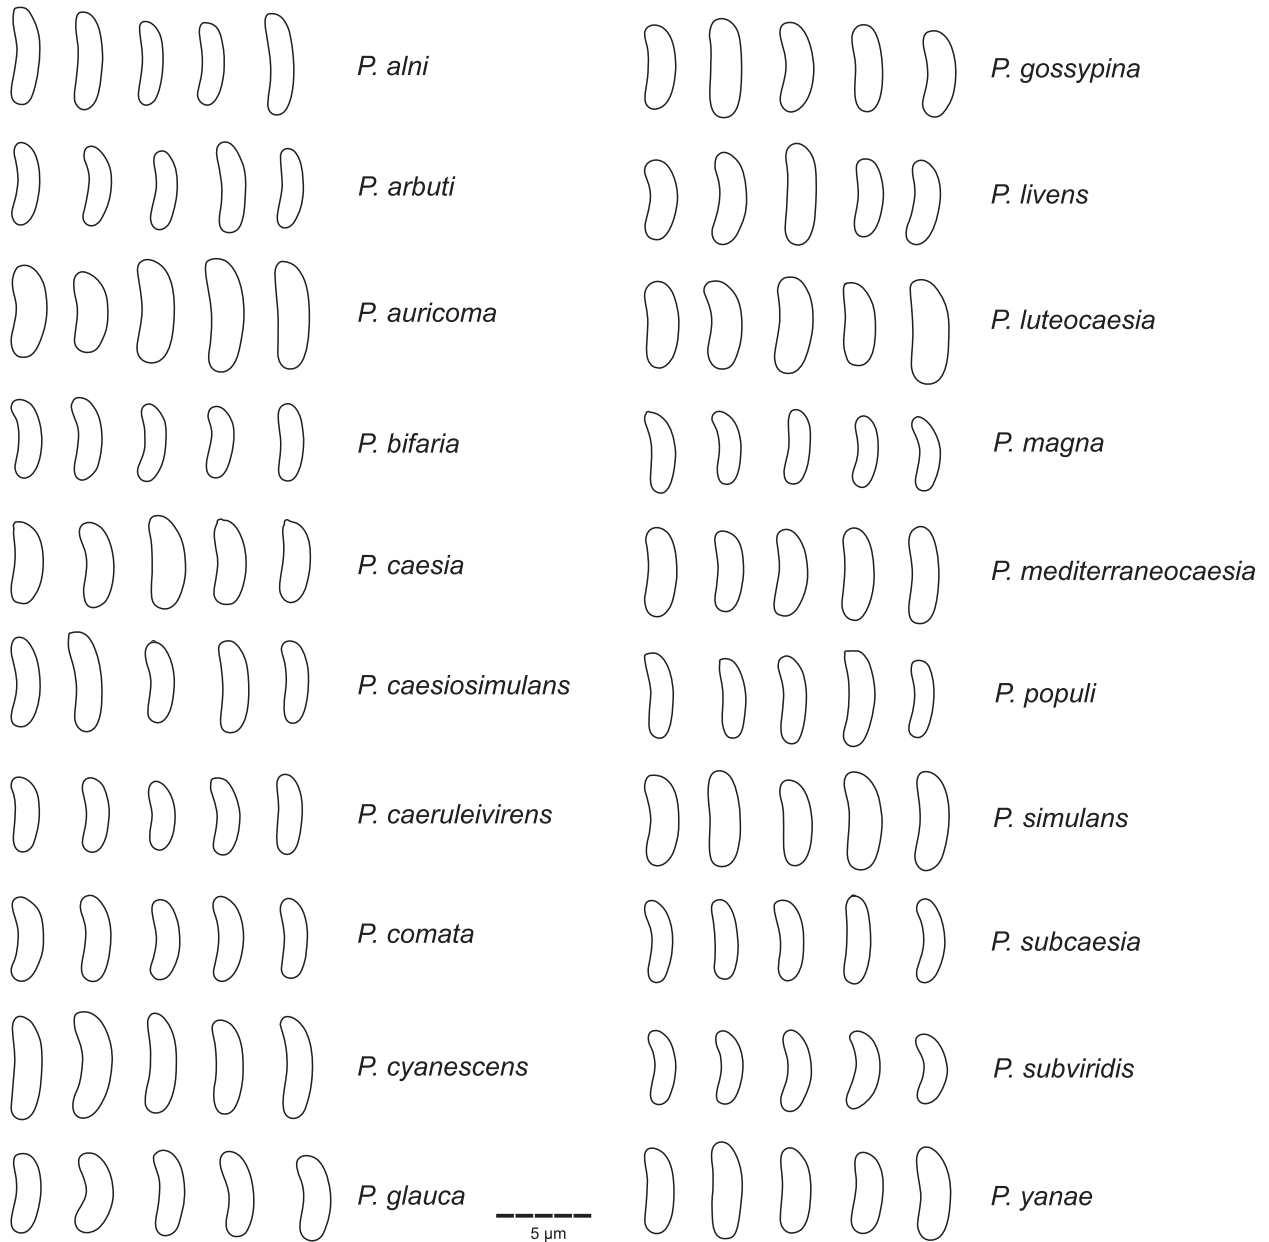 P. alni
P. arbuti
P. auricoma
P. bifaria
P. caesia
P. caesiosimulans
P. caeruleivirens
P. comata
P. cyanescens
P. glauca
5 µm
P. gossypina
P. livens
P. luteocaesia
P. magna
P. mediterraneocaesia
P. populi
P. simulans
P. subcaesia
P. subviridis
P. yanae